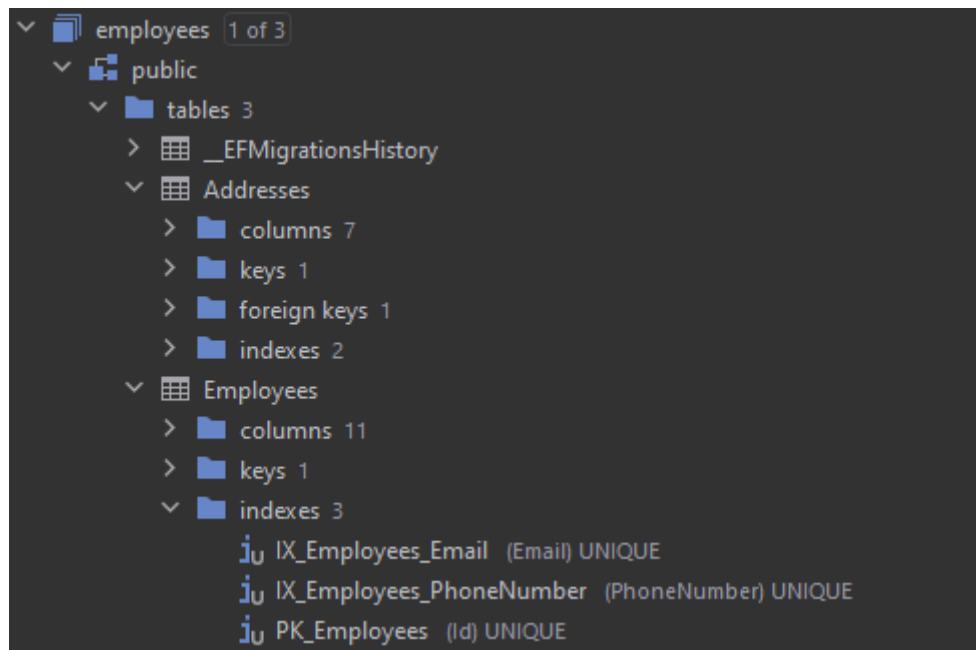 employees 1 of 3
public
tables 3
__EFMigrationsHistory
Addresses
columns 7
keys 1
foreign keys 1
indexes 2
Employees
columns 11
keys 1
indexes 3
IX_Employees_Email (Email) UNIQUE
IX_Employees_PhoneNumber (PhoneNumber) UNIQUE
PK_Employees (Id) UNIQUE